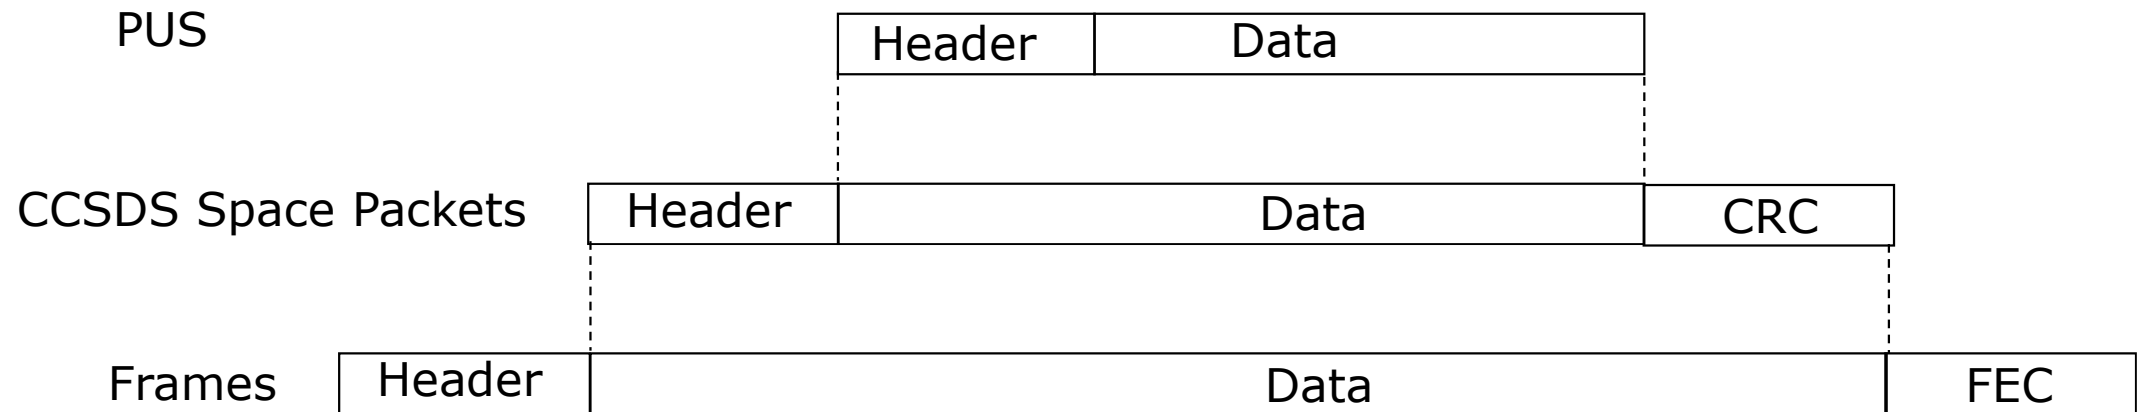 PUS Header Data
CCSDS Space Packets Header Data CRC
Frames Header Data FEC